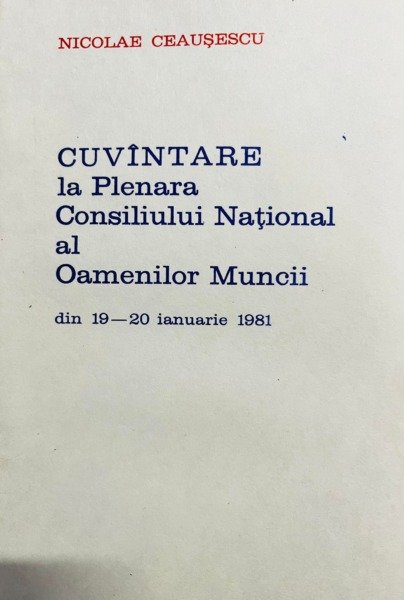 NICOLAE CEAUŞESCU
CUVÎNTARE
la Plenara
Consiliului Naţional
al
Oamenilor Muncii
din 19—20 ianuarie 1981